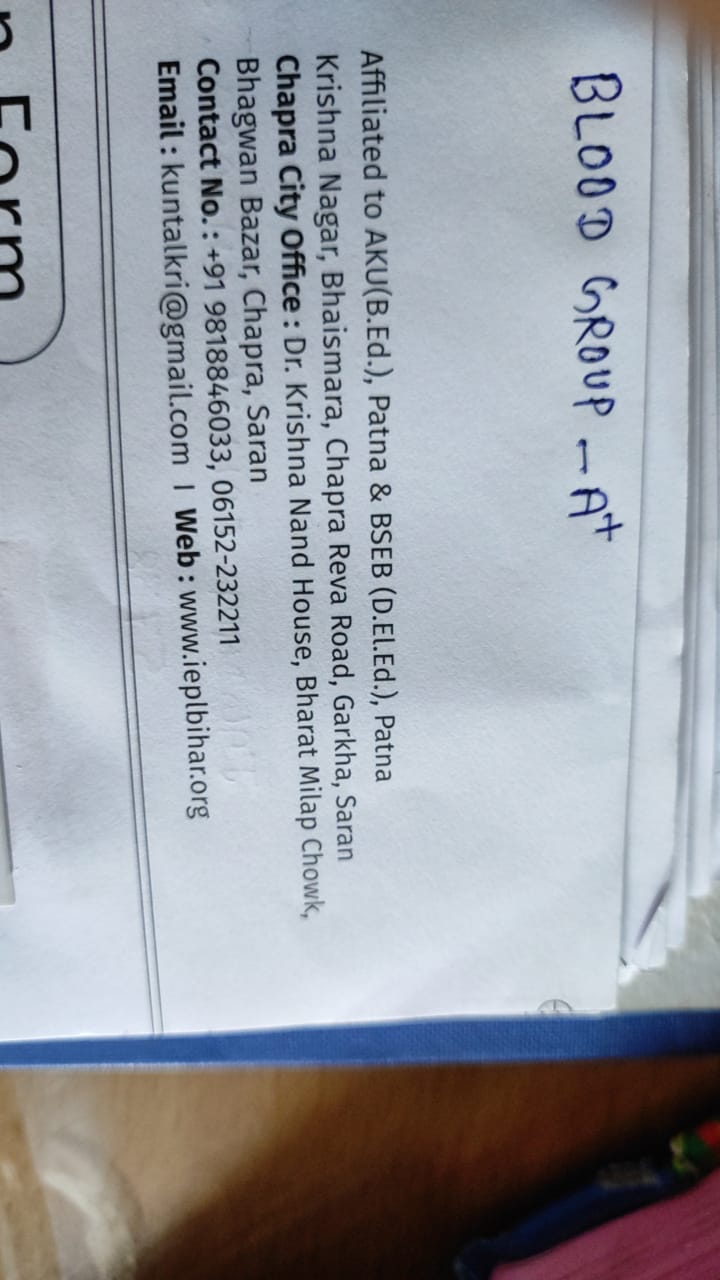 BLOOD GROUP - A+
Affiliated to AKU(B.Ed.), Patna & BSEB (D.El.Ed.), Patna
Krishna Nagar, Bhaismara, Chapra Reva Road, Garkha, Saran
Chapra City Office : Dr. Krishna Nand House, Bharat Milap Chowk,
Bhagwan Bazar, Chapra, Saran
Contact No. : +91 9818846033, 06152-232211
Email : kuntalkri@gmail.com | Web : www.ieplbihar.org
Form